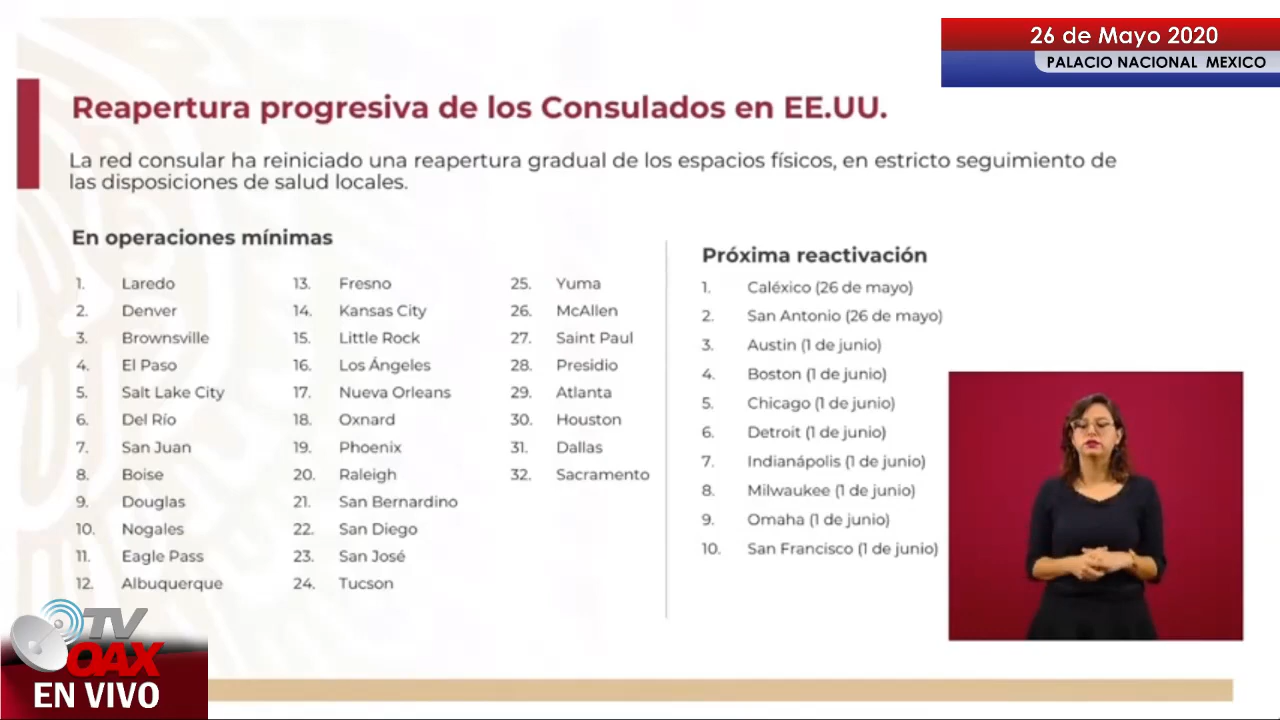 26 de Mayo 2020
PALACIO NACIONAL MEXICO
Reapertura progresiva de los Consulados en EE.UU.
La red consular ha reiniciado una reapertura gradual de los espacios físicos, en estricto seguimiento de
las disposiciones de salud locales.
En operaciones mínimas
1. Laredo
2. Denver
3. Brownsville
4. El Paso
5. Salt Lake City
6. Del Río
7. San Juan
8. Boise
9. Douglas
10. Nogales
11. Eagle Pass
12. Albuquerque
13. Fresno
14. Kansas City
15. Little Rock
16. Los Ángeles
17. Nueva Orleans
18. Oxnard
19. Phoenix
20. Raleigh
21. San Bernardino
22. San Diego
23. San José
24. Tucson
25. Yuma
26. McAllen
27. Saint Paul
28. Presidio
29. Atlanta
30. Houston
31. Dallas
32. Sacramento
Próxima reactivación
1. Caléxico (26 de mayo)
2. San Antonio (26 de mayo)
3. Austin (1 de junio)
4. Boston (1 de junio)
5. Chicago (1 de junio)
6. Detroit (1 de junio)
7. Indianápolis (1 de junio)
8. Milwaukee (1 de junio)
9. Omaha (1 de junio)
10. San Francisco (1 de junio)
TV
OAX
EN VIVO